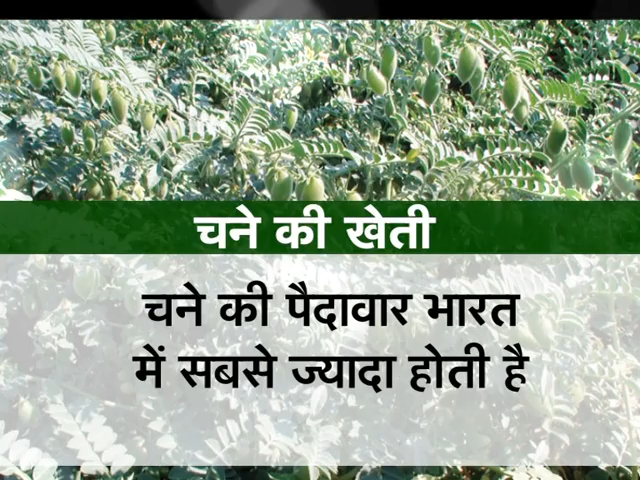 चने की खेती
चने की पैदावार भारत
में सबसे ज्यादा होती है